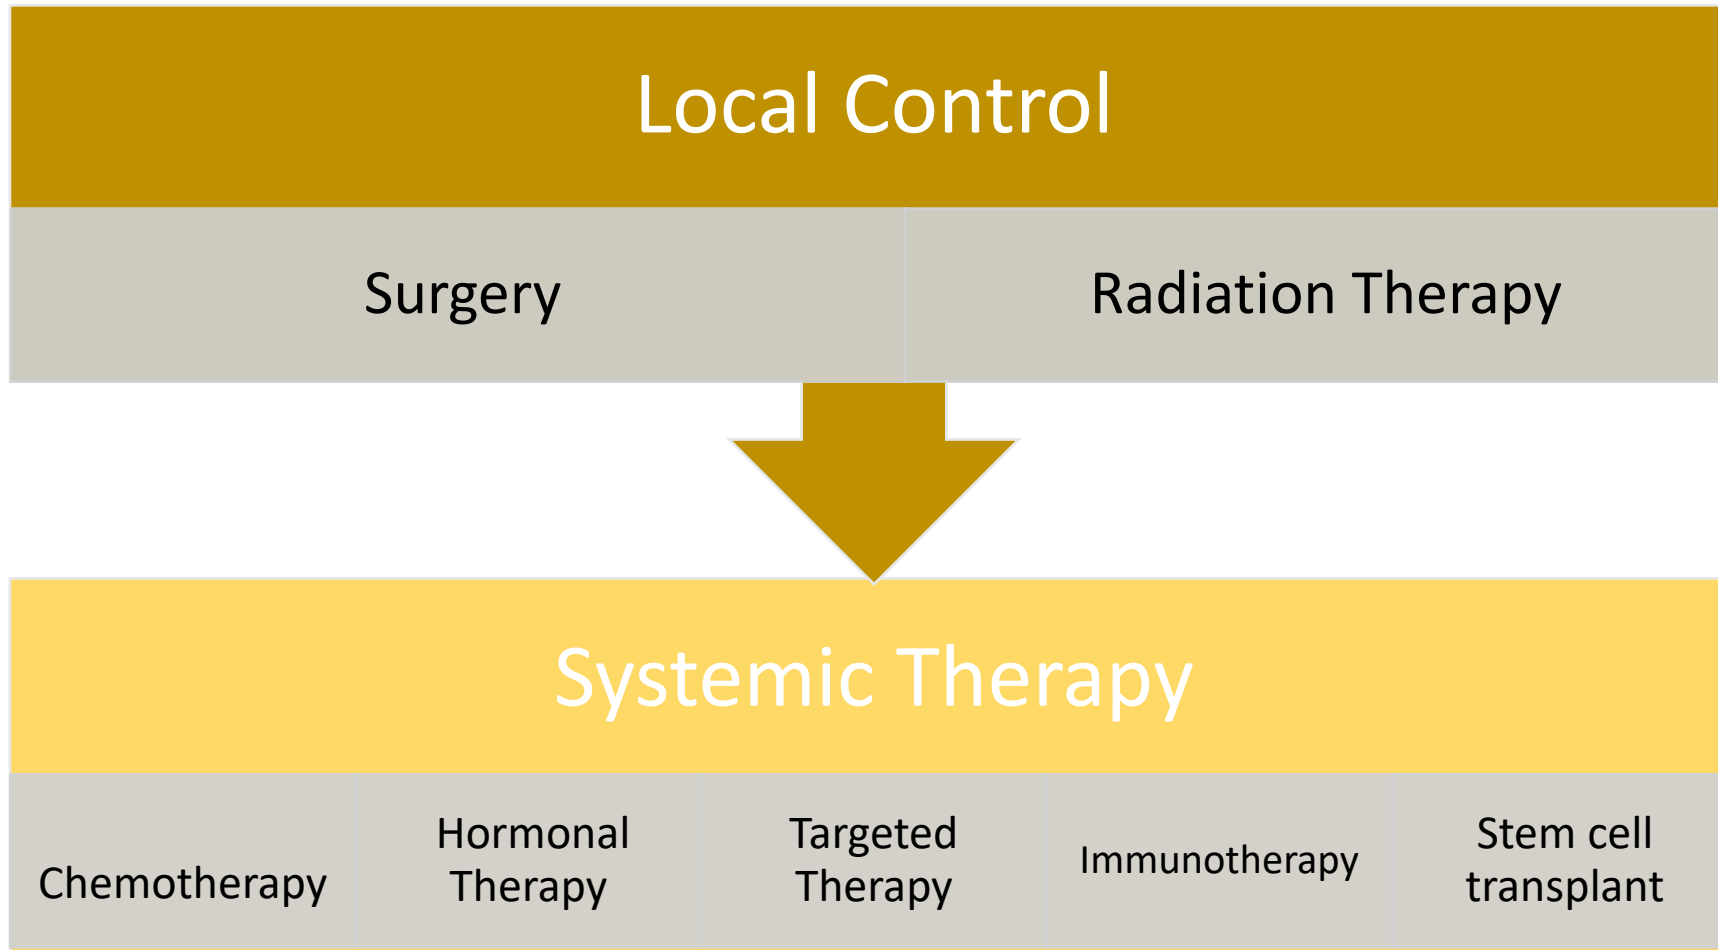 Local Control
Surgery
Radiation Therapy
Systemic Therapy
Chemotherapy
Hormonal
Therapy
Targeted
Therapy
Immunotherapy
Stem cell
transplant